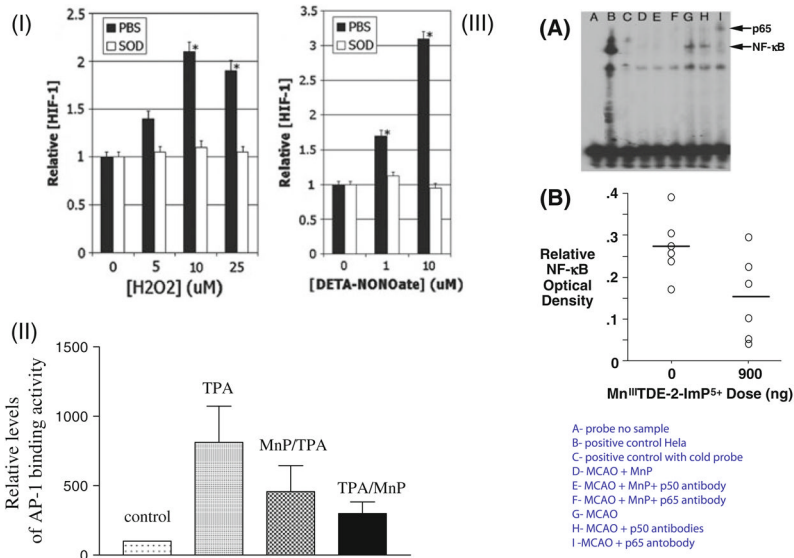 (I)
PBS
SOD
Relative [HIF-1]
2.5
2
1.5
1
0.5
0
*
*
0 5 10 25
[H2O2] (uM)
(III)
PBS
SOD
Relative [HIF-1]
3.5
3
2.5
2
1.5
1
0.5
0
*
*
0 1 10
[DETA-NONOate] (uM)
(II)
Relative levels
of AP-1 binding activity
1500
1000
500
0
control
TPA
MnP/TPA
TPA/MnP
(A)
A B C D E F G H I
p65
NF-κB
(B)
Relative
NF-κB
Optical
Density
.4
.3
.2
.1
0
0 900
MnIIITDE-2-ImP5+ Dose (ng)
A- probe no sample
B- positive control Hela
C- positive control with cold probe
D- MCAO + MnP
E- MCAO + MnP+ p50 antibody
F- MCAO + MnP+ p65 antibody
G- MCAO
H- MCAO + p50 antibodies
I -MCAO + p65 antobody